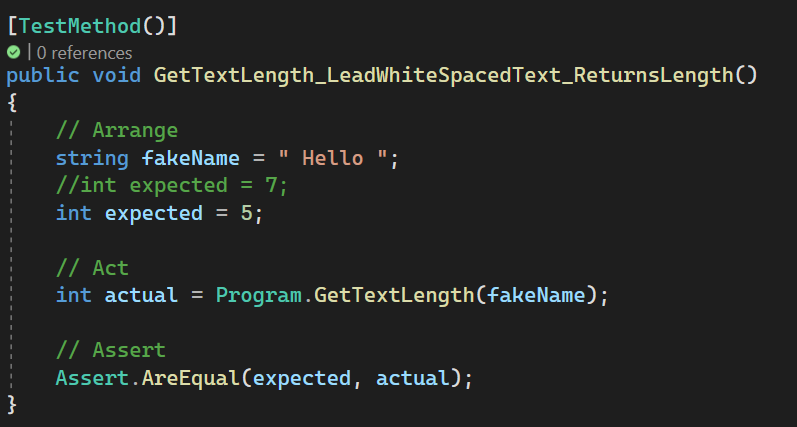 [TestMethod()]
| 0 references
public void GetTextLength_LeadWhiteSpacedText_ReturnsLength()
{
// Arrange
string fakeName = " Hello ";
//int expected = 7;
int expected = 5;
// Act
int actual = Program.GetTextLength(fakeName);
// Assert
Assert.AreEqual(expected, actual);
}